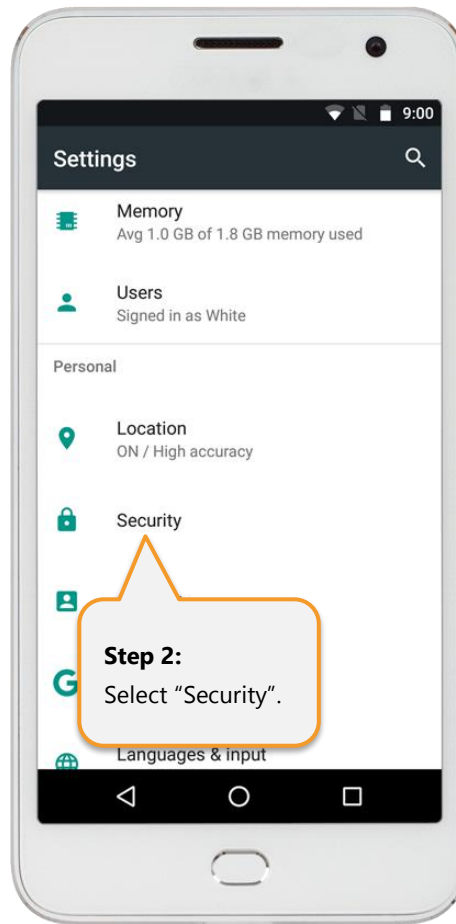 9:00
Settings
Memory
Avg 1.0 GB of 1.8 GB memory used
Users
Signed in as White
Personal
Location
ON / High accuracy
Security
Step 2:
Select “Security”.
G
Languages & input